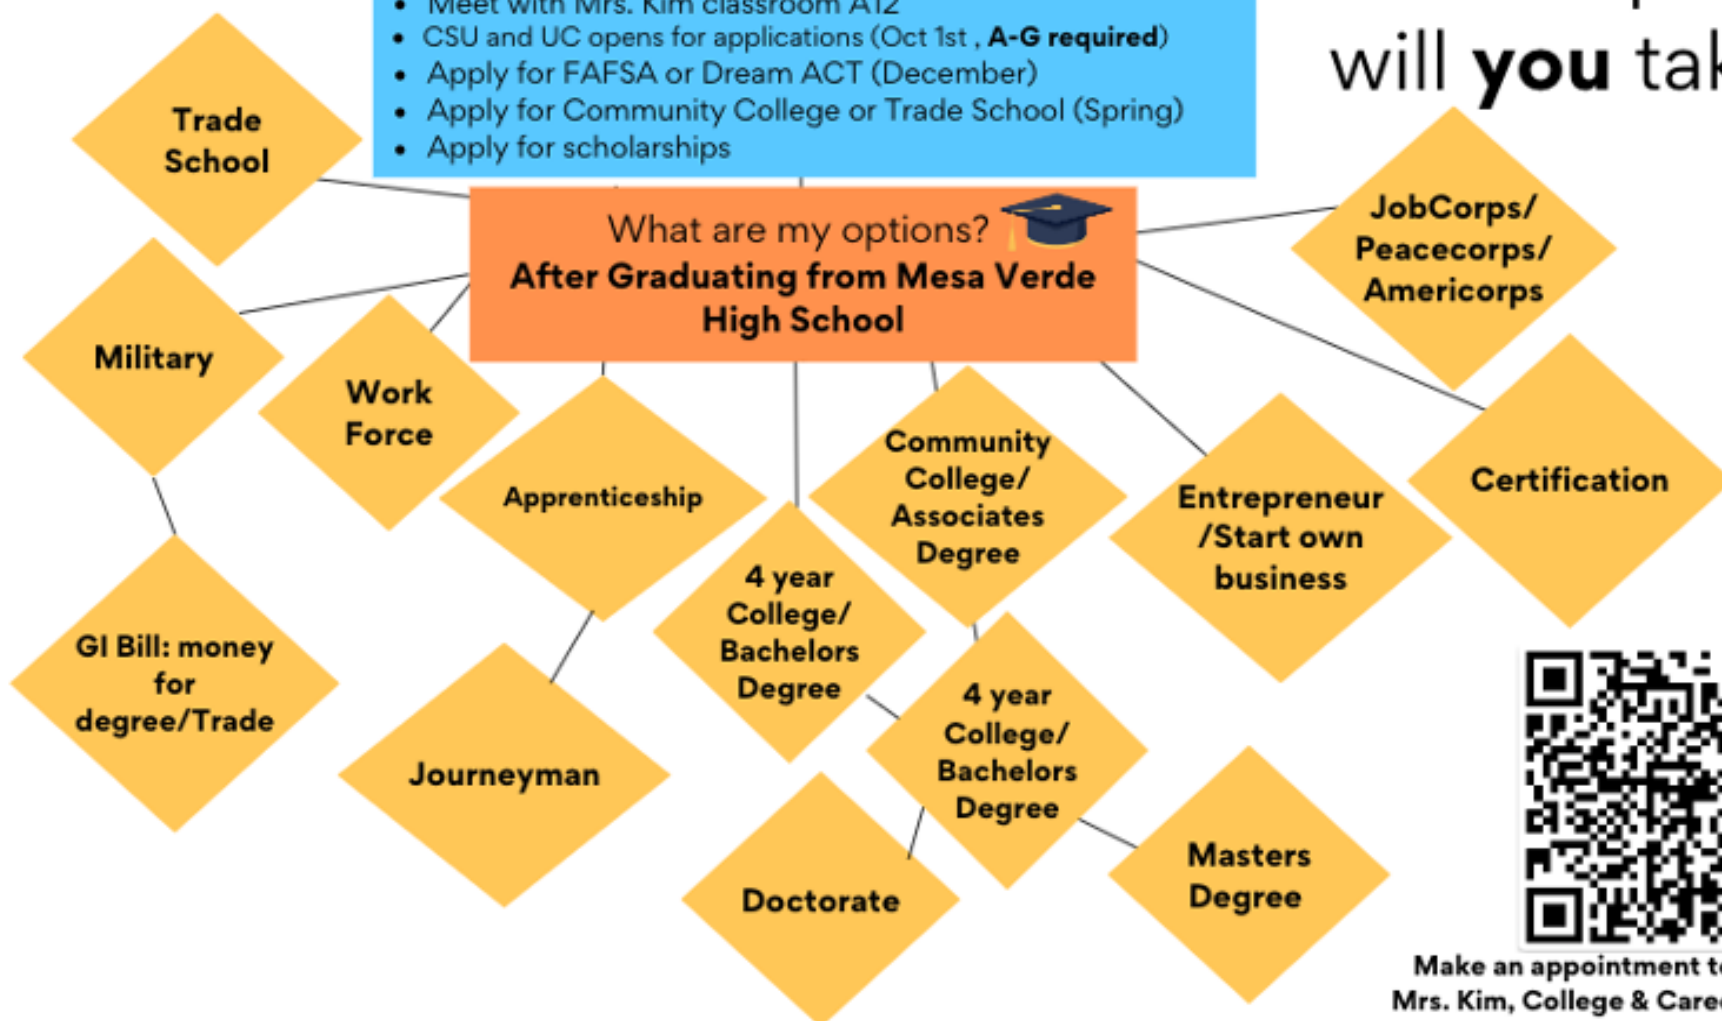 • Meet with Mrs. Kim classroom A12
• CSU and UC opens for applications (Oct 1st , A-G required)
• Apply for FAFSA or Dream ACT (December)
• Apply for Community College or Trade School (Spring)
• Apply for scholarships
will you
What are my options?
After Graduating from Mesa Verde
High School
Trade
School
JobCorps/
Peacecorps/
Americorps
Military
Work
Force
Apprenticeship
Community
College/
Associates
Degree
Entrepreneur
/Start own
business
Certification
4 year
College/
Bachelors
Degree
GI Bill: money
for
degree/Trade
Journeyman
4 year
College/
Bachelors
Degree
Doctorate
Masters
Degree
Make an appointment
Mrs. Kim, College &